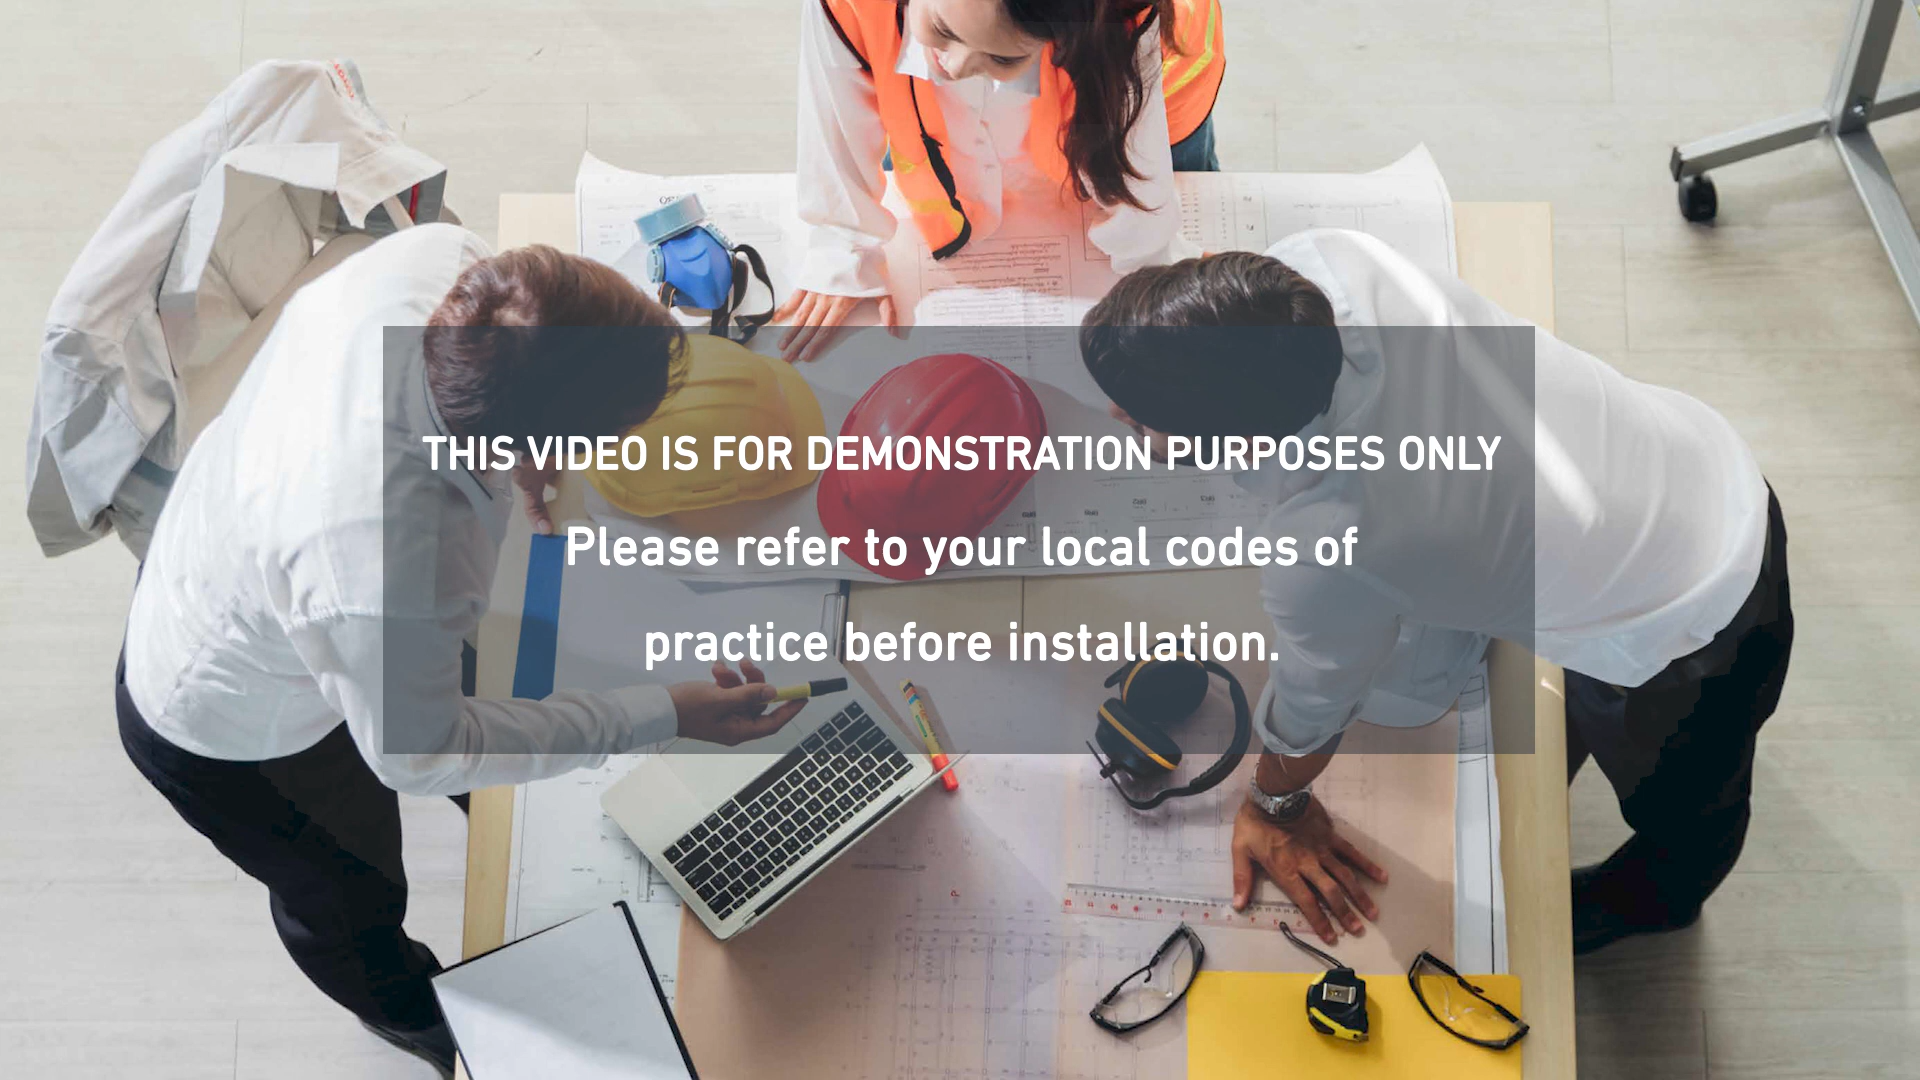 THIS VIDEO IS FOR DEMONSTRATION PURPOSES ONLY
Please refer to your local codes of
practice before installation.